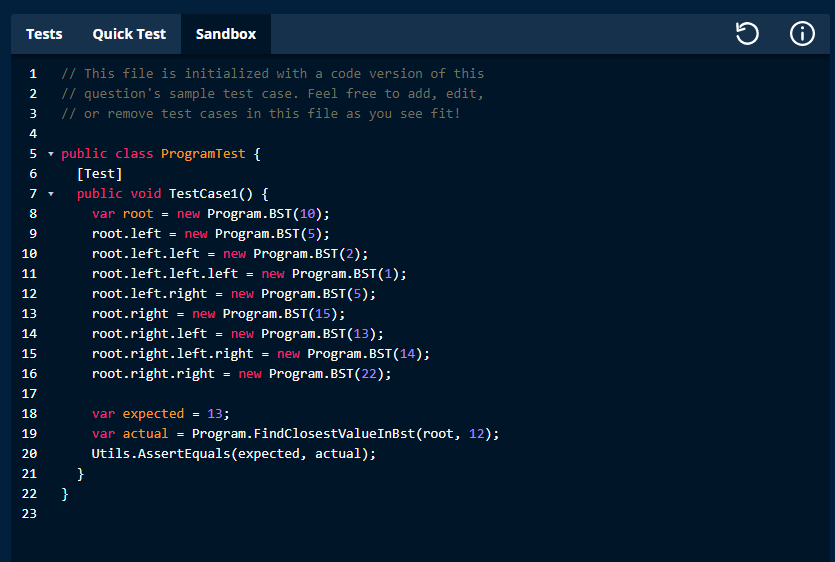 Tests Quick Test Sandbox
1 // This file is initialized with a code version of this
2 // question's sample test case. Feel free to add, edit,
3 // or remove test cases in this file as you see fit!
4
5 public class ProgramTest {
6   [Test]
7   public void TestCase1() {
8     var root = new Program.BST(10);
9     root.left = new Program.BST(5);
10     root.left.left = new Program.BST(2);
11     root.left.left.left = new Program.BST(1);
12     root.left.right = new Program.BST(5);
13     root.right = new Program.BST(15);
14     root.right.left = new Program.BST(13);
15     root.right.left.right = new Program.BST(14);
16     root.right.right = new Program.BST(22);
17
18     var expected = 13;
19     var actual = Program.FindClosestValueInBst(root, 12);
20     Utils.AssertEquals(expected, actual);
21   }
22 }
23